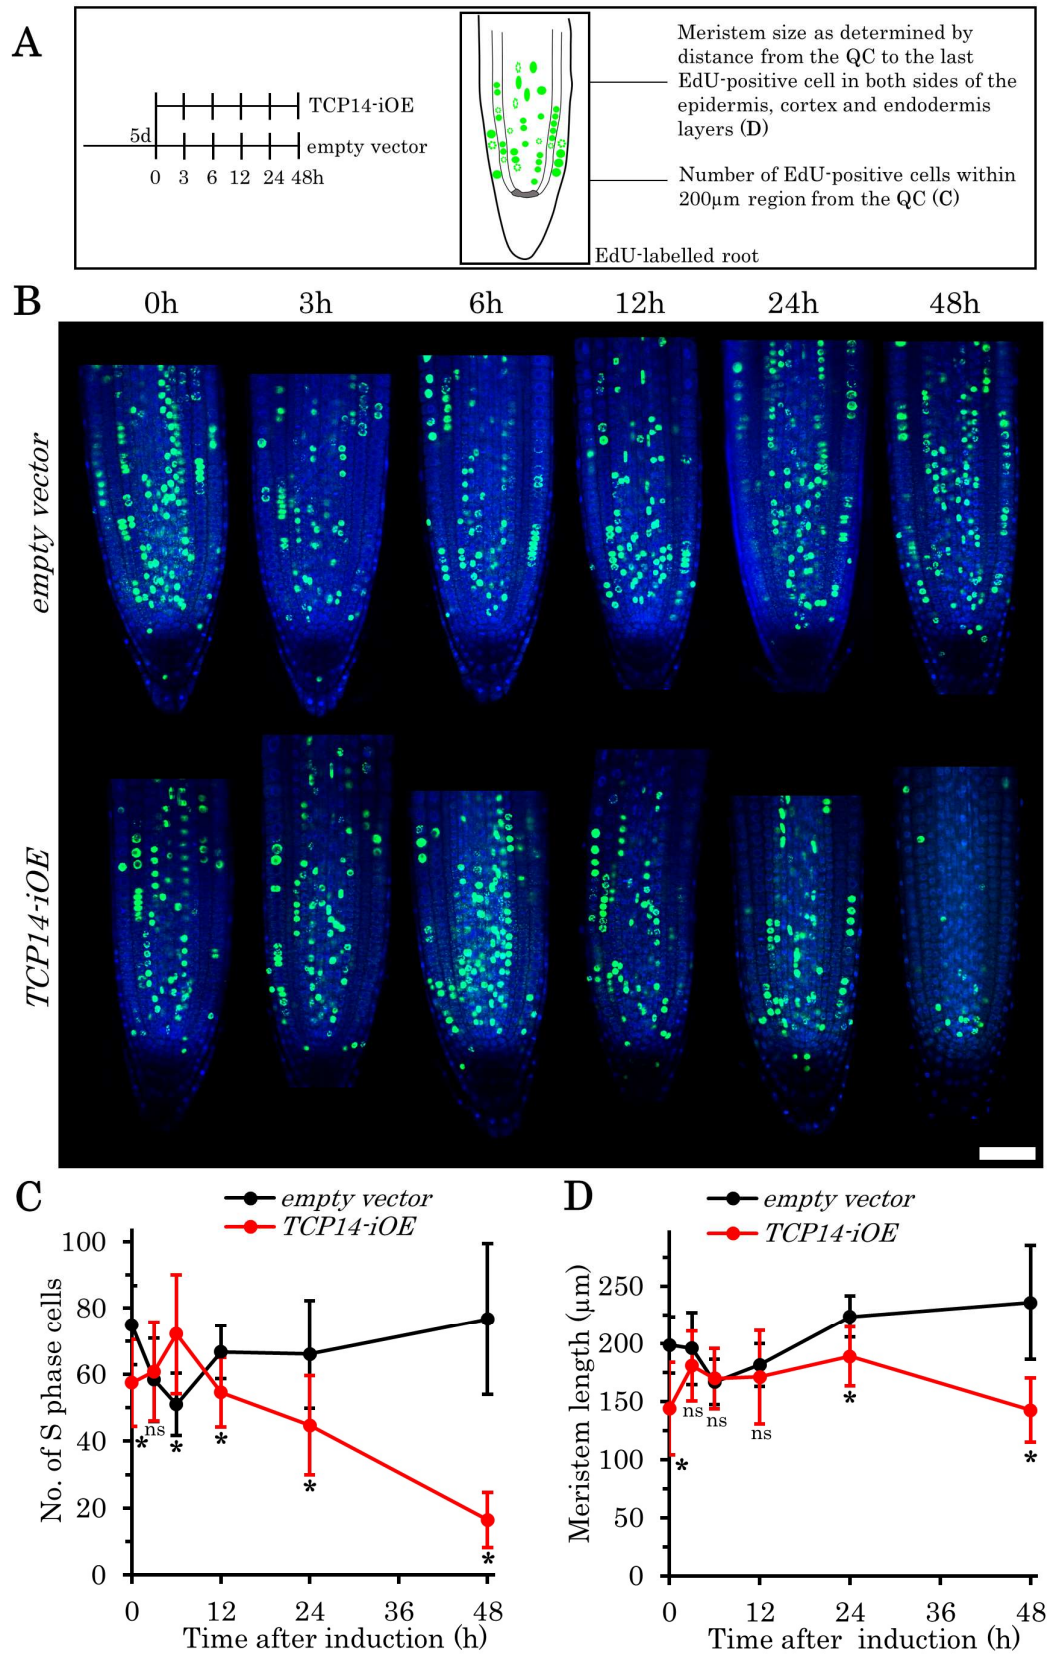 A
TCP14-iOE
5d
empty vector
0 3 6 12 24 48h
Meristem size as determined by
distance from the QC to the last
EdU-positive cell in both sides of the
epidermis, cortex and endodermis
layers (D)
Number of EdU-positive cells within
200μm region from the QC (C)
EdU-labelled root
B
0h 3h 6h 12h 24h 48h
empty vector
TCP14-iOE
C
empty vector
TCP14-iOE
No. of S phase cells
100
80
60
40
20
0
* ns * * * *
0 12 24 36 48
Time after induction (h)
D
empty vector
TCP14-iOE
Meristem length (μm)
250
200
150
100
50
0
* ns ns ns * *
0 12 24 36 48
Time after induction (h)